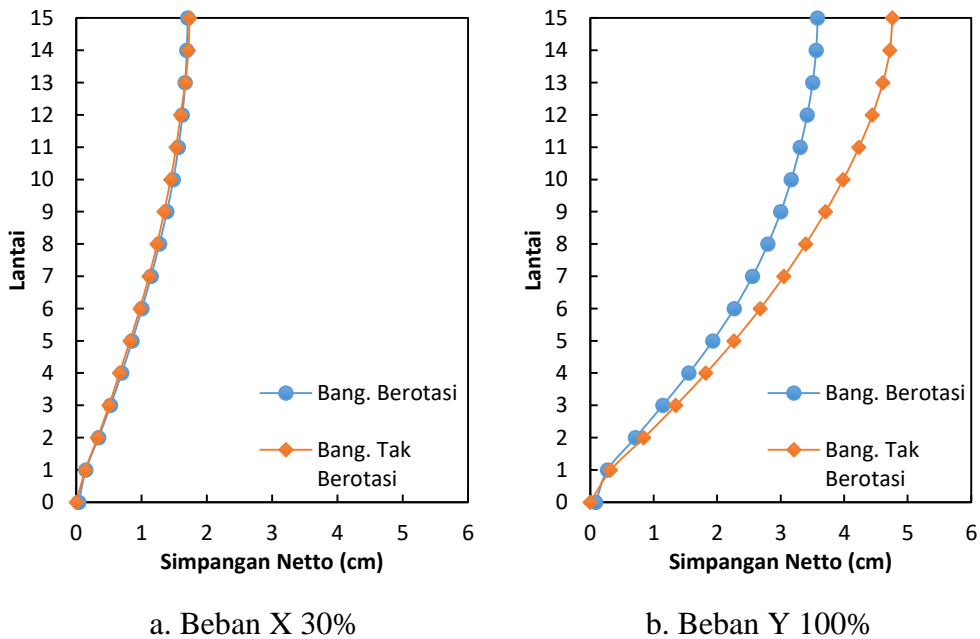 15
14
13
12
11
10
9
8
7
6
5
4
3
2
1
0
Lantai
Bang. Berotasi
Bang. Tak
Berotasi
0 1 2 3 4 5 6
Simpangan Netto (cm)
a. Beban X 30%
15
14
13
12
11
10
9
8
7
6
5
4
3
2
1
0
Lantai
Bang. Berotasi
Bang. Tak
Berotasi
0 1 2 3 4 5 6
Simpangan Netto (cm)
b. Beban Y 100%